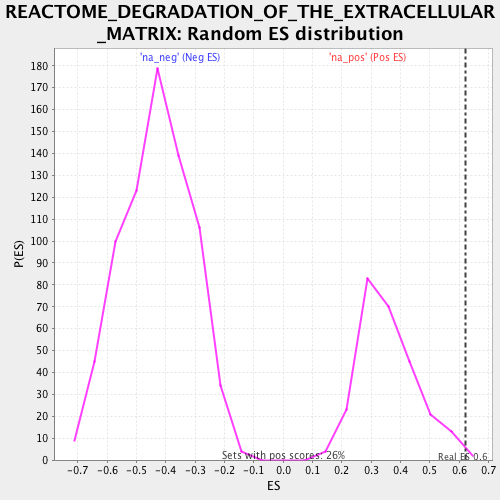 REACTOME_DEGRADATION_OF_THE_EXTRACELLULAR
_MATRIX: Random ES distribution
'na_neg' (Neg ES)
'na_pos' (Pos ES)
180
170
160
150
140
130
120
110
100
90
80
70
60
50
40
30
20
10
0
P(ES)
Sets with pos scores: 26%
Real ES 0.6
-0.7 -0.6 -0.5 -0.4 -0.3 -0.2 -0.1 0.0 0.1 0.2 0.3 0.4 0.5 0.6 0.7
ES